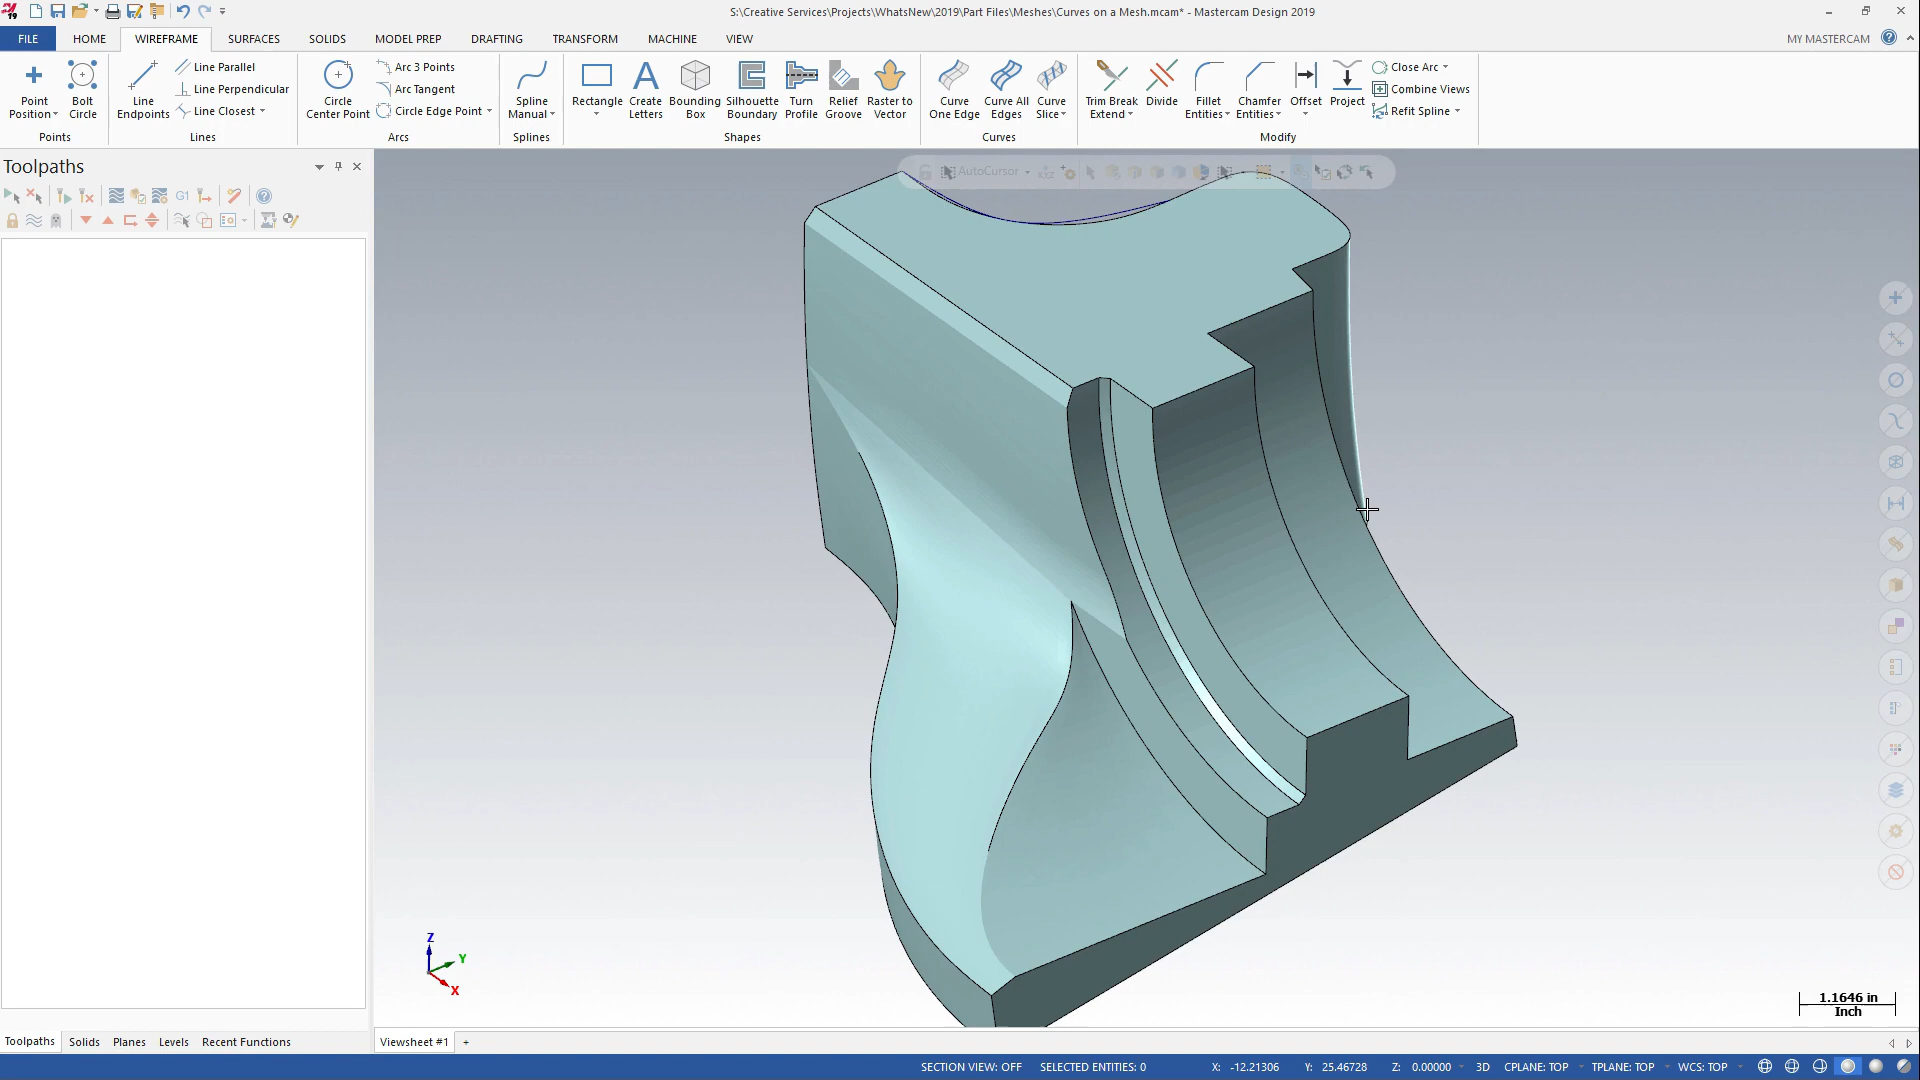 S:\Creative Services\Projects\WhatsNew\2019\Part Files\Meshes\Curves on a Mesh.mcam* - Mastercam Design 2019
FILE HOME WIREFRAME SURFACES SOLIDS MODEL PREP DRAFTING TRANSFORM MACHINE VIEW MY MASTERCAM
Point Position
Bolt Circle
Points
Line Endpoints
Line Parallel
Line Perpendicular
Line Closest
Lines
Circle Center Point
Arc 3 Points
Arc Tangent
Circle Edge Point
Arcs
Spline Manual
Splines
Rectangle
Create Letters
Bounding Box
Silhouette Boundary
Turn Profile
Relief Groove
Raster to Vector
Shapes
Curve One Edge
Curve All Edges
Curve Slice
Curves
Trim Break Extend
Divide
Fillet Entities
Chamfer Entities
Offset
Project
Close Arc
Combine Views
Refit Spline
Modify
Toolpaths
G1
AutoCursor
Z
Y
X
1.1646 in
Inch
Toolpaths Solids Planes Levels Recent Functions
Viewsheet #1 +
SECTION VIEW: OFF SELECTED ENTITIES: 0 X: -12.21306 Y: 25.46728 Z: 0.00000 3D CPLANE: TOP TPLANE: TOP WCS: TOP